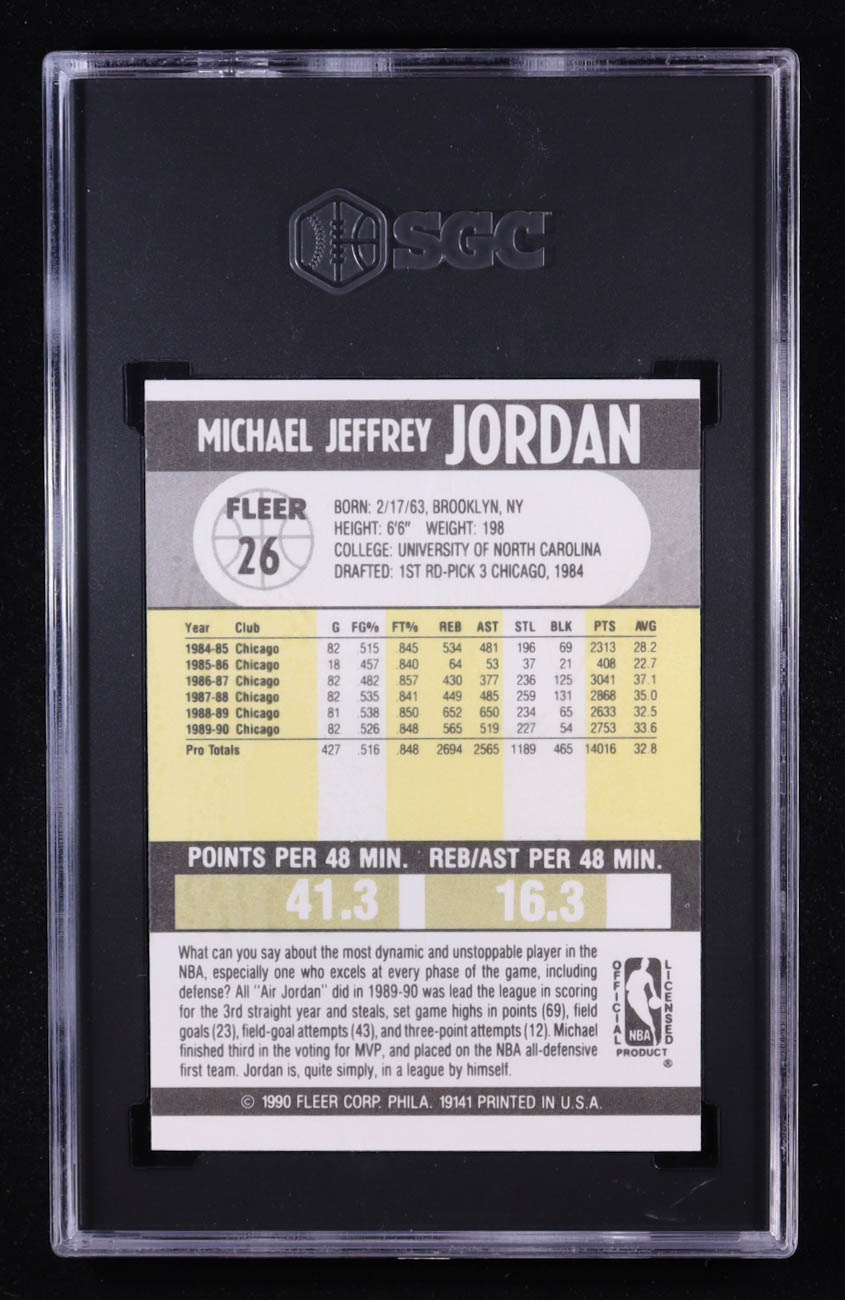 SGC
MICHAEL JEFFREY JORDAN
FLEER
26
BORN: 2/17/63, BROOKLYN, NY
HEIGHT: 6'6" WEIGHT: 198
COLLEGE: UNIVERSITY OF NORTH CAROLINA
DRAFTED: 1ST RD-PICK 3 CHICAGO, 1984
Year Club G FG% FT% REB AST STL BLK PTS AVG
1984-85 Chicago 82 .515 .845 534 481 196 69 2313 28.2
1985-86 Chicago 18 .457 .840 64 53 37 21 408 22.7
1986-87 Chicago 82 .482 .857 430 377 236 125 3041 37.1
1987-88 Chicago 82 .535 .841 449 485 259 131 2868 35.0
1988-89 Chicago 81 .538 .850 652 650 234 65 2633 32.5
1989-90 Chicago 82 .526 .848 565 519 227 54 2753 33.6
Pro Totals 427 .516 .848 2694 2565 1189 465 14016 32.8
POINTS PER 48 MIN. REB/AST PER 48 MIN.
41.3 16.3
What can you say about the most dynamic and unstoppable player in the
NBA, especially one who excels at every phase of the game, including
defense? All "Air Jordan" did in 1989-90 was lead the league in scoring
for the 3rd straight year and steals, set game highs in points (69), field
goals (23), field-goal attempts (43), and three-point attempts (12). Michael
finished third in the voting for MVP, and placed on the NBA all-defensive
first team. Jordan is, quite simply, in a league by himself.
OFFICIAL
LICENSED
NBA
PRODUCT
®
© 1990 FLEER CORP. PHILA. 19141 PRINTED IN U.S.A.